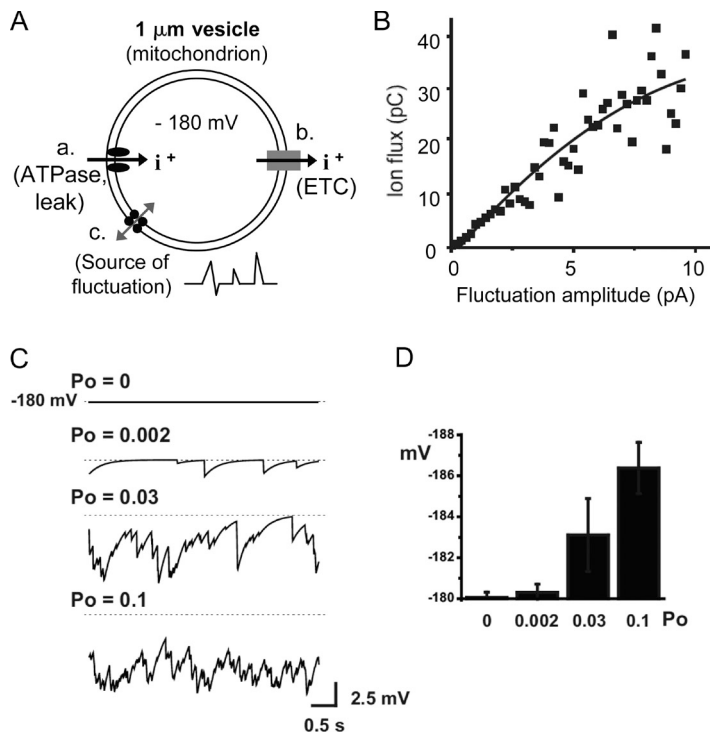 A
1 μm vesicle
(mitochondrion)
- 180 mV
a.
(ATPase,
leak)
i +
b.
i +
(ETC)
c.
(Source of
fluctuation)
B
Ion flux (pC)
40
30
20
10
0
0
5
10
Fluctuation amplitude (pA)
C
Po = 0
-180 mV
Po = 0.002
Po = 0.03
Po = 0.1
2.5 mV
0.5 s
D
mV
-188
-186
-184
-182
-180
0 0.002 0.03 0.1 Po